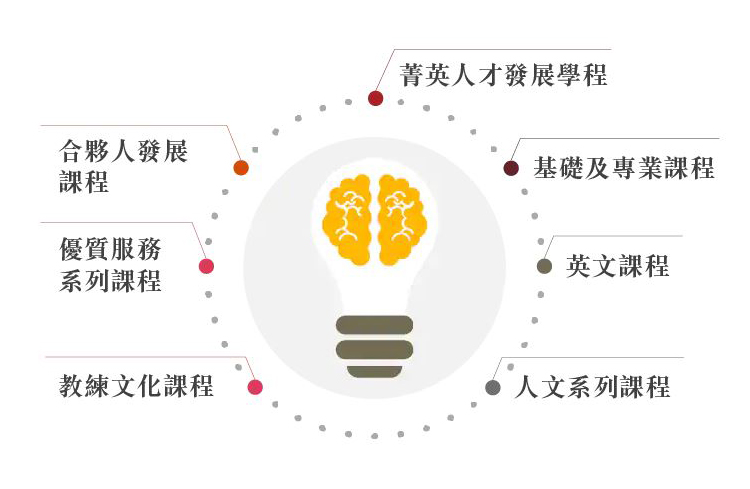 菁英人才發展學程
基礎及專業課程
英文課程
人文系列課程
教練文化課程
優質服務
系列課程
合夥人發展
課程